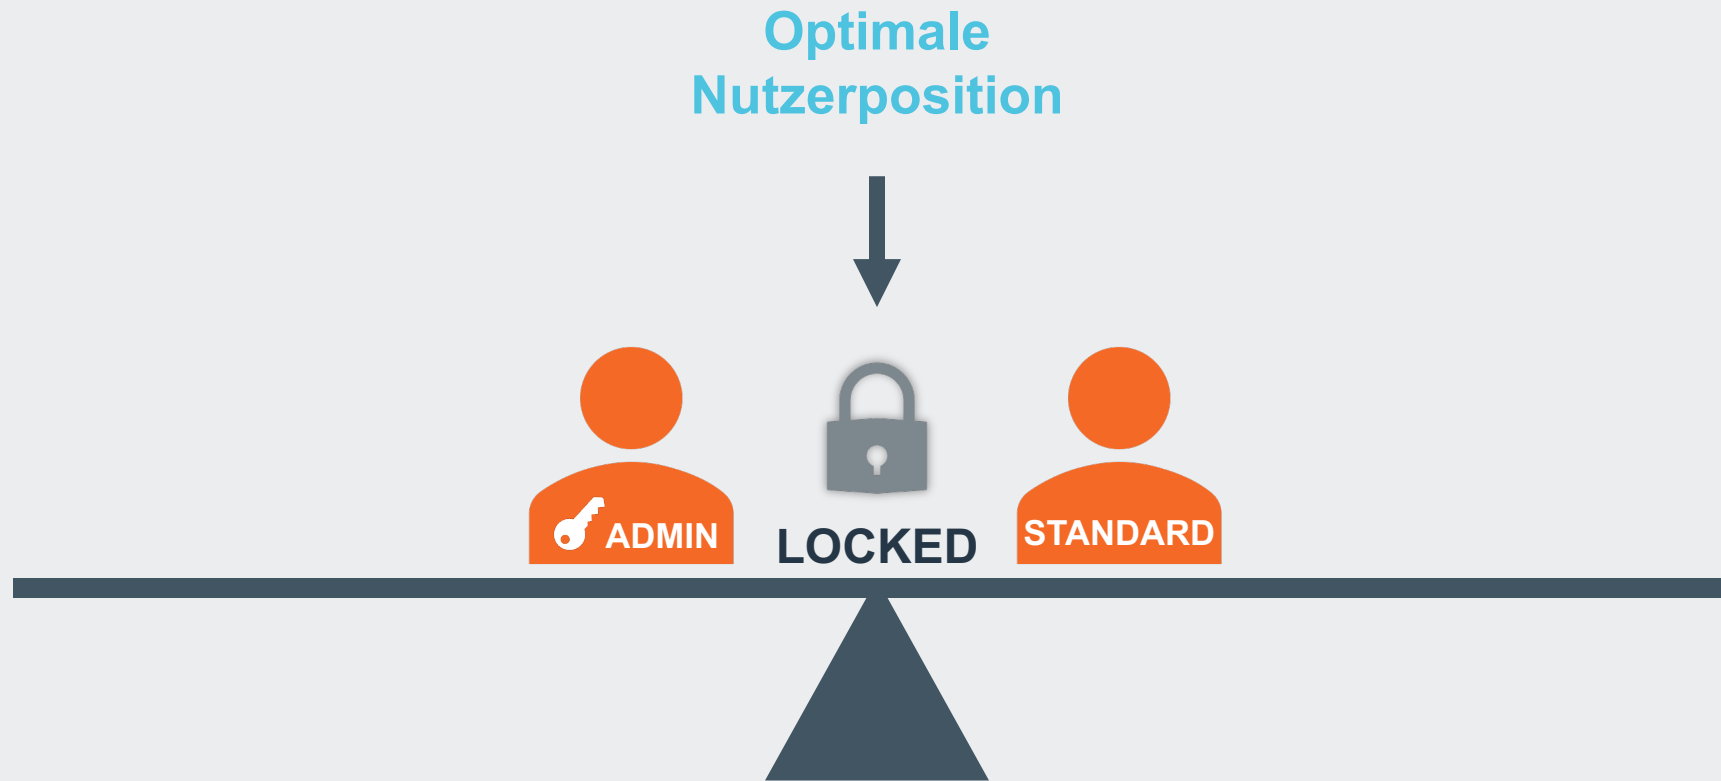 Optimale
Nutzerposition
ADMIN
LOCKED
STANDARD